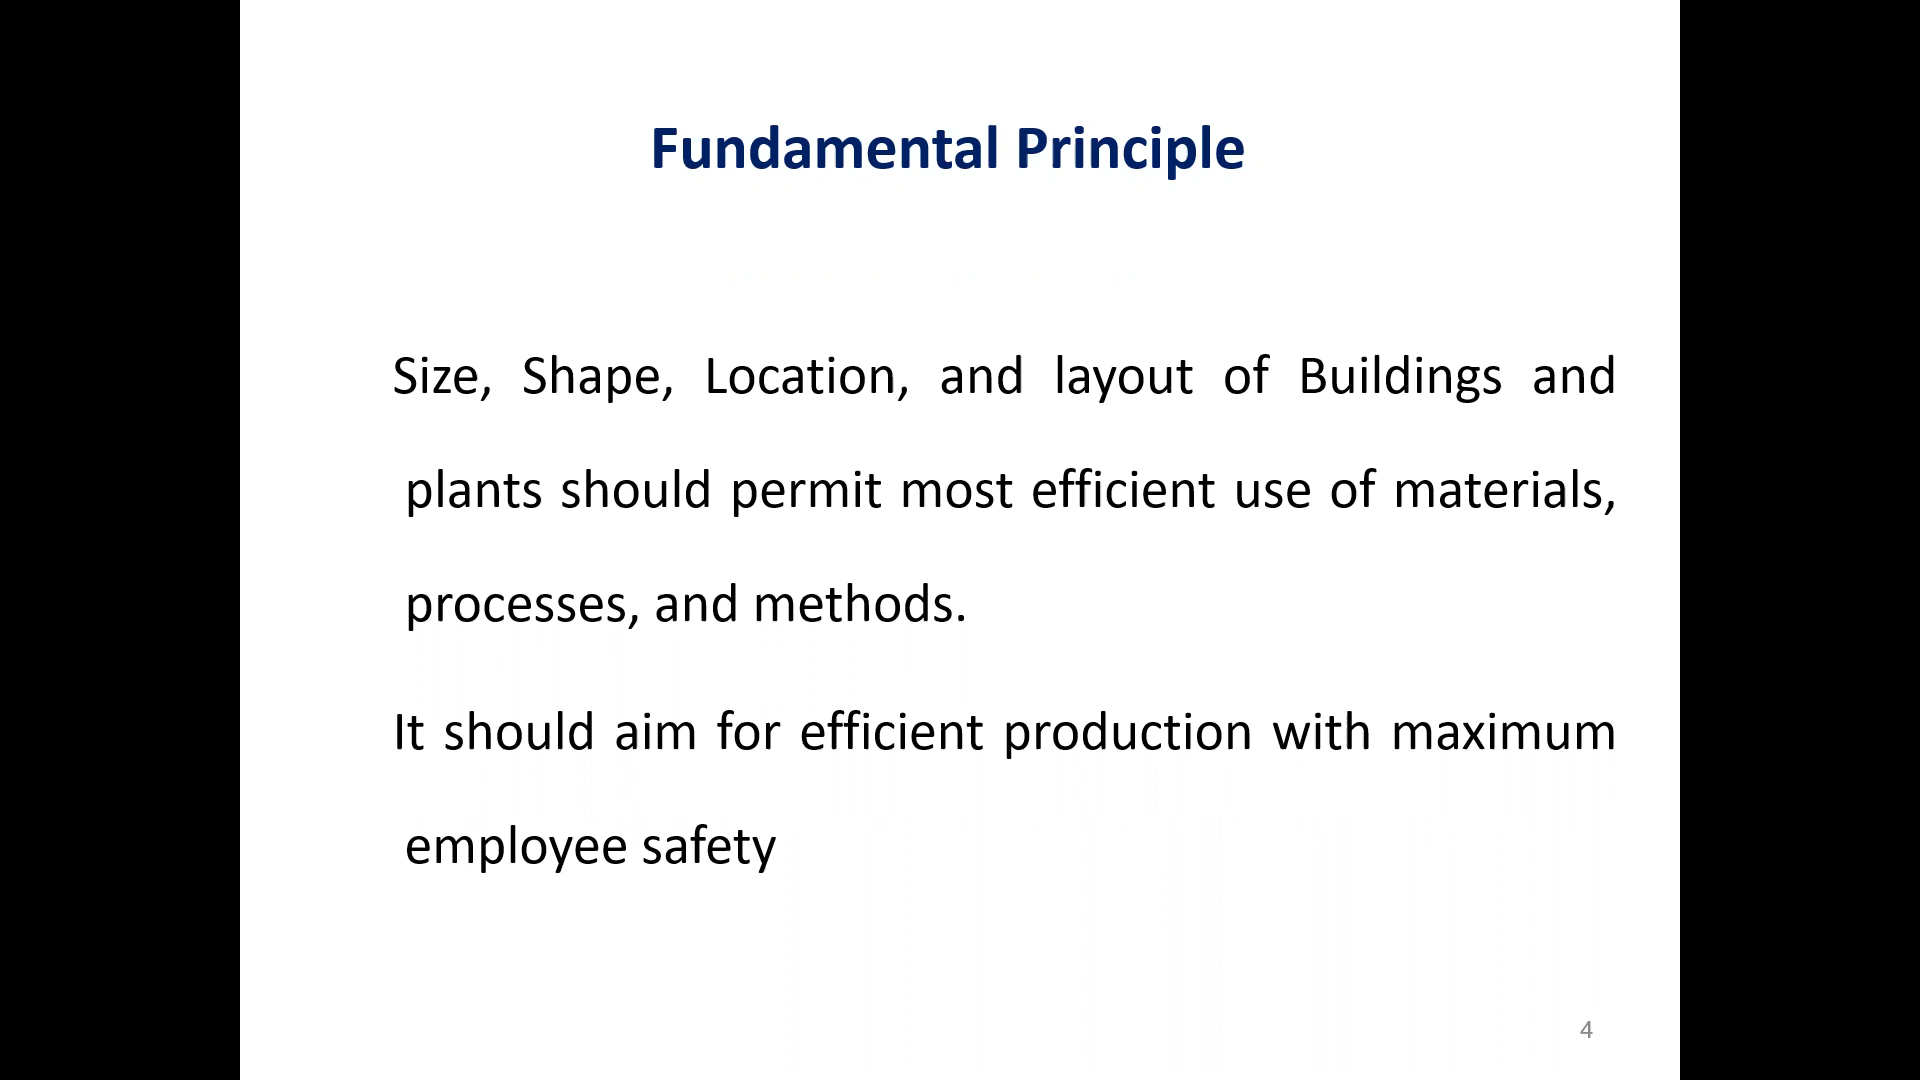 Fundamental Principle
Size, Shape, Location, and layout of Buildings and
plants should permit most efficient use of materials,
processes, and methods.
It should aim for efficient production with maximum
employee safety
4